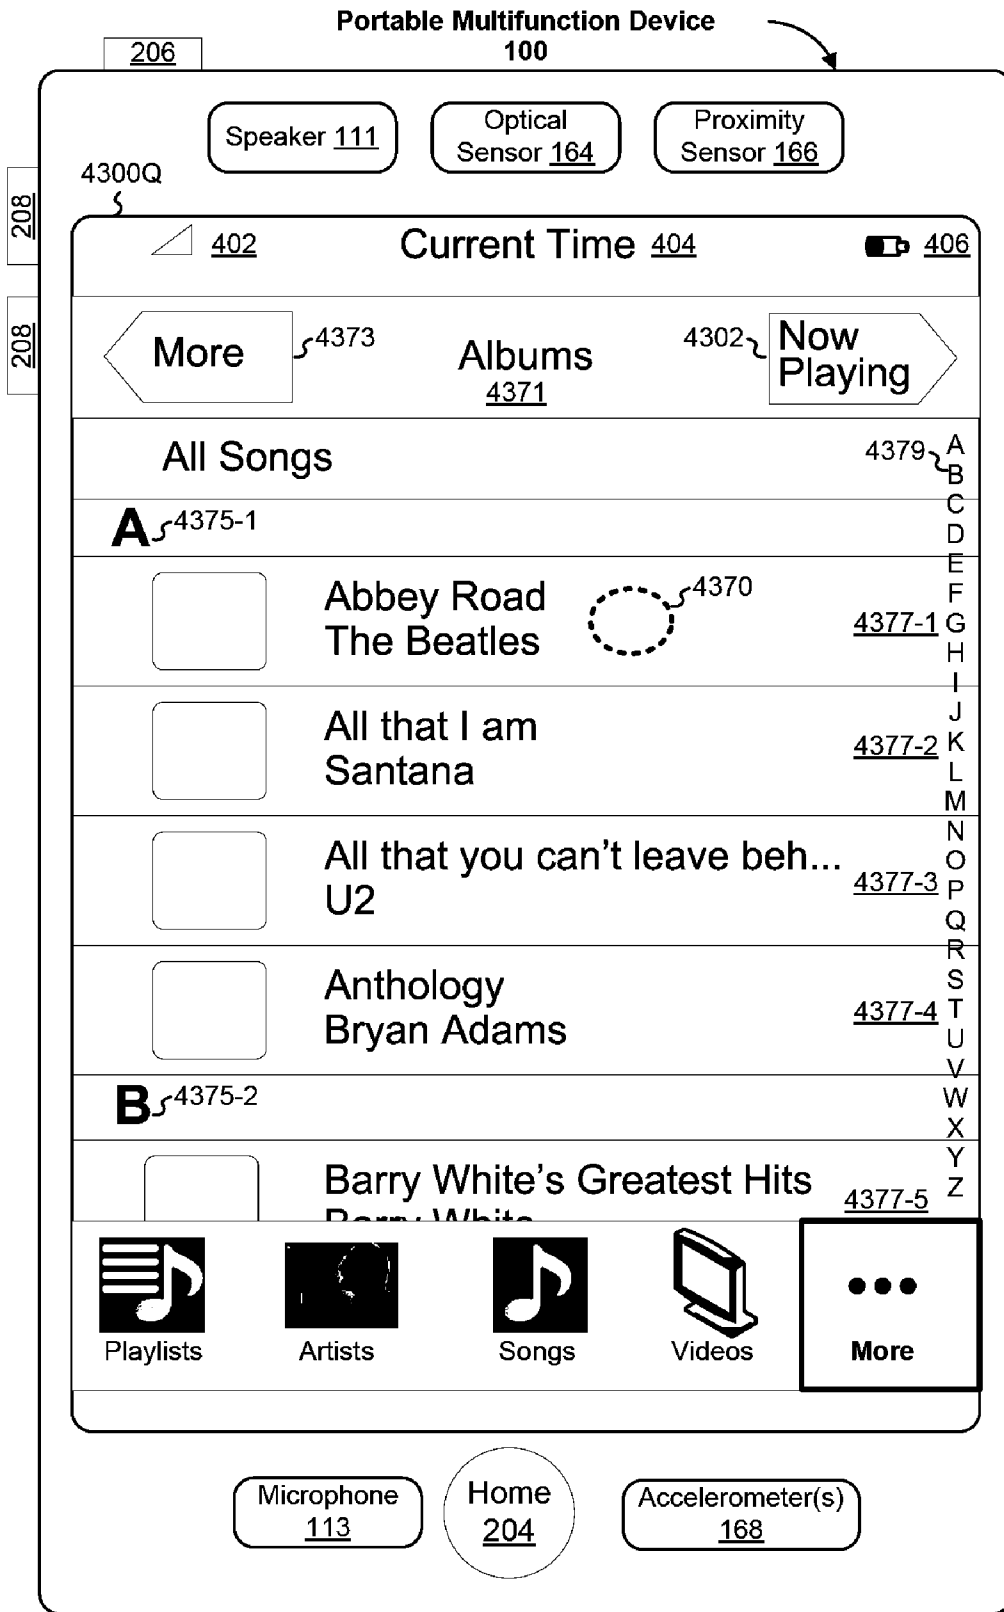 Portable Multifunction Device
100
206
Speaker 111
Optical
Sensor 164
Proximity
Sensor 166
4300Q
208
208
402
Current Time 404
406
More
4373
Albums
4371
4302
Now
Playing
All Songs
4379
A
B
C
D
E
F
G
H
I
J
K
L
M
N
O
P
Q
R
S
T
U
V
W
X
Y
Z
A
4375-1
Abbey Road
The Beatles
4370
4377-1
All that I am
Santana
4377-2
All that you can't leave beh...
U2
4377-3
Anthology
Bryan Adams
4377-4
B
4375-2
Barry White's Greatest Hits
Barry White
4377-5
Playlists
Artists
Songs
Videos
More
Microphone
113
Home
204
Accelerometer(s)
168